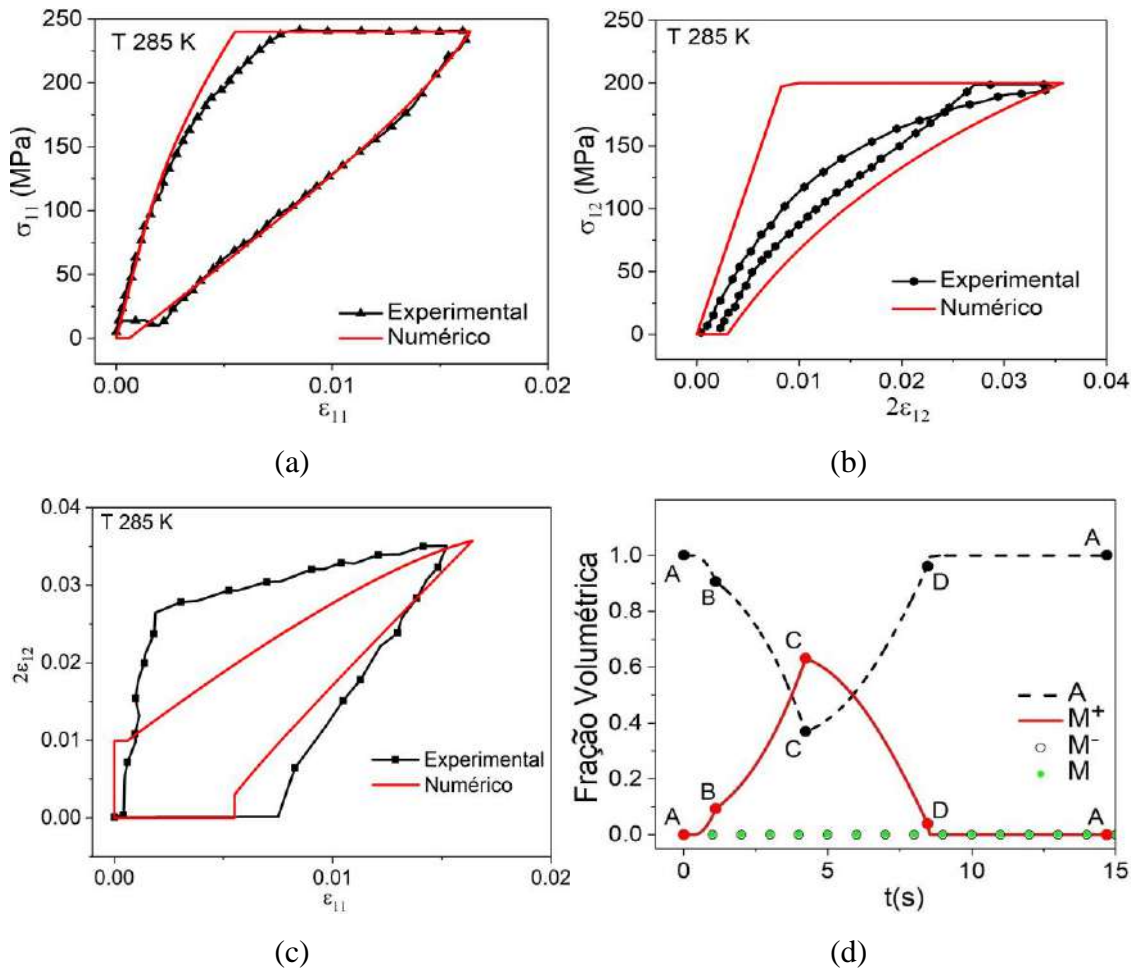 T 285 K
250
200
150
100
50
0
σ₁₁ (MPa)
0.00 0.01 0.02
ε₁₁
Experimental
Numérico
(a)
T 285 K
250
200
150
100
50
0
σ₁₂ (MPa)
0.00 0.01 0.02 0.03 0.04
2ε₁₂
Experimental
Numérico
(b)
T 285 K
0.04
0.03
0.02
0.01
0.00
2ε₁₂
0.00 0.01 0.02
ε₁₁
Experimental
Numérico
(c)
1.0
0.8
0.6
0.4
0.2
0.0
Fração Volumétrica
A
B
C
D
A
A
B
C
D
A
A
M⁺
M⁻
M
0 5 10 15
t(s)
(d)